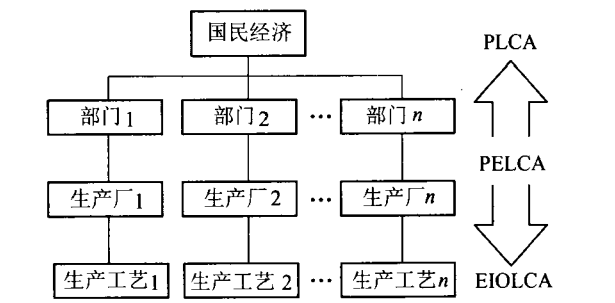 国民经济
PLCA
部门1 部门2 … 部门n
PELCA
生产厂1 生产厂2 … 生产厂n
生产工艺1 生产工艺2 … 生产工艺n
EIOLCA